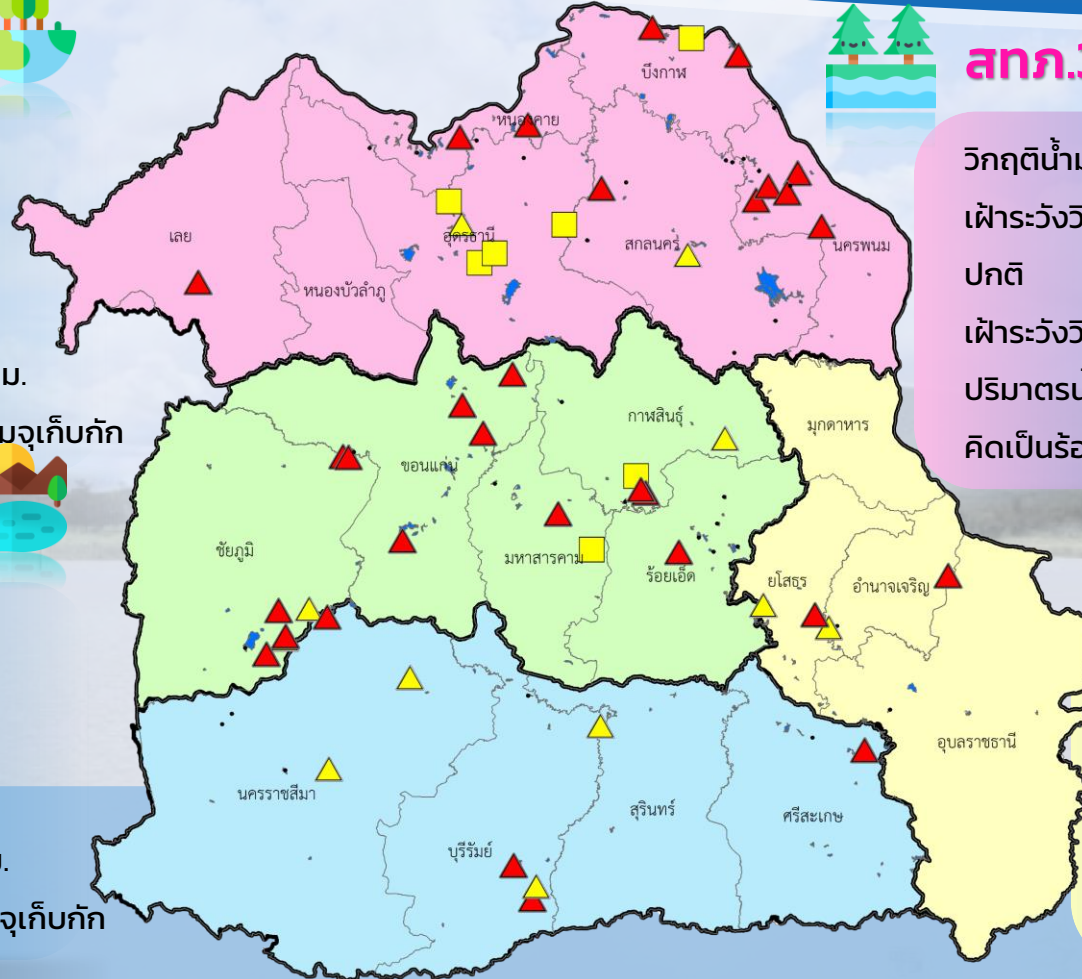 สทภ.3
วิกฤติน้ำม
เฝ้าระวังวิ
ปกติ
เฝ้าระวังวิ
ปริมาตรน้
คิดเป็นร้อ
ม.
มจุเก็บกัก
ม.
จุเก็บกัก
บึงกาฬ
หนองคาย
เลย
อุดรธานี
สกลนคร
นครพนม
หนองบัวลำภู
กาฬสินธุ์
มุกดาหาร
ขอนแก่น
ชัยภูมิ
มหาสารคาม
ร้อยเอ็ด
ยโสธร
อำนาจเจริญ
อุบลราชธานี
นครราชสีมา
สุรินทร์
ศรีสะเกษ
บุรีรัมย์